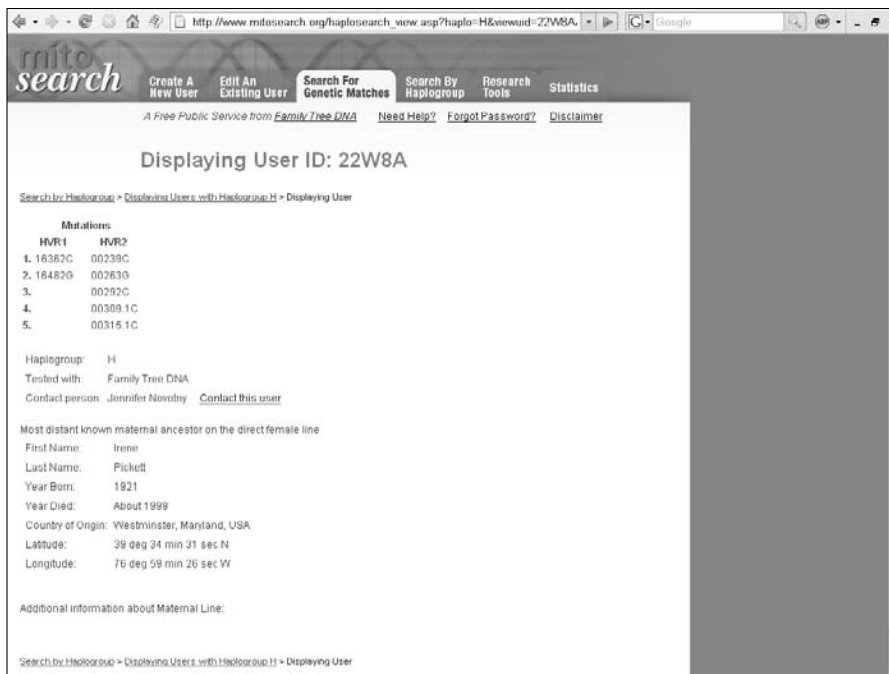 http://www.mitosearch.org/haplosearch_view.asp?haplo=H&viewuid=22W8A.
G Google
ABP
mito
search
Create A New User Edit An Existing User Search For Genetic Matches Search By Haplogroup Research Tools Statistics
A Free Public Service from Family Tree DNA Need Help? Forgot Password? Disclaimer
Displaying User ID: 22W8A
Search by Haplogroup > Displaying Users with Haplogroup H > Displaying User
Mutations
HVR1 HVR2
1. 16362C 00239C
2. 16482G 00263G
3. 00292C
4. 00309.1C
5. 00315.1C
Haplogroup: H
Tested with: Family Tree DNA
Contact person: Jennifer Novotny Contact this user
Most distant known maternal ancestor on the direct female line
First Name: Irene
Last Name: Pickett
Year Born: 1921
Year Died: About 1999
Country of Origin: Westminster, Maryland, USA
Latitude: 39 deg 34 min 31 sec N
Longitude: 76 deg 59 min 26 sec W
Additional information about Maternal Line:
Search by Haplogroup > Displaying Users with Haplogroup H > Displaying User